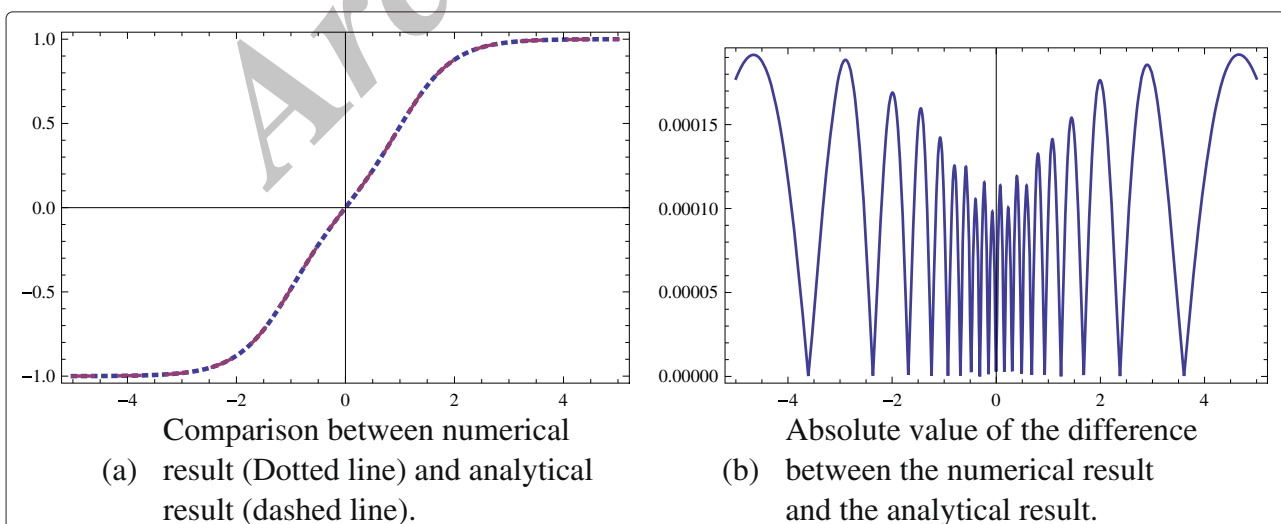 Arc
1.0
0.5
0.0
−0.5
−1.0
−4 −2 0 2 4
Comparison between numerical
(a) result (Dotted line) and analytical
result (dashed line).
0.00015
0.00010
0.00005
0.00000
−4 −2 0 2 4
Absolute value of the difference
(b) between the numerical result
and the analytical result.